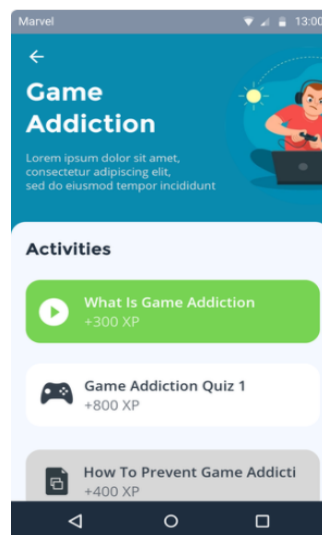 Marvel 13:00
Game
Addiction
Lorem ipsum dolor sit amet,
consectetur adipiscing elit,
sed do eiusmod tempor incididunt
Activities
What Is Game Addiction
+300 XP
Game Addiction Quiz 1
+800 XP
How To Prevent Game Addicti
+400 XP